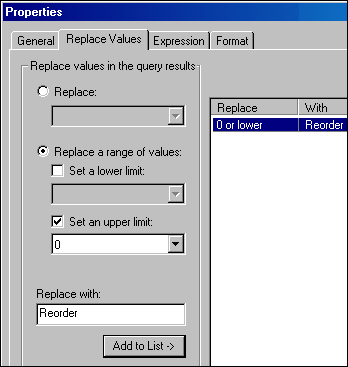 Properties
General Replace Values Expression Format
Replace values in the query results
Replace:
Replace With
0 or lower Reorder
Replace a range of values:
Set a lower limit:
Set an upper limit:
0
Replace with:
Reorder
Add to List ->